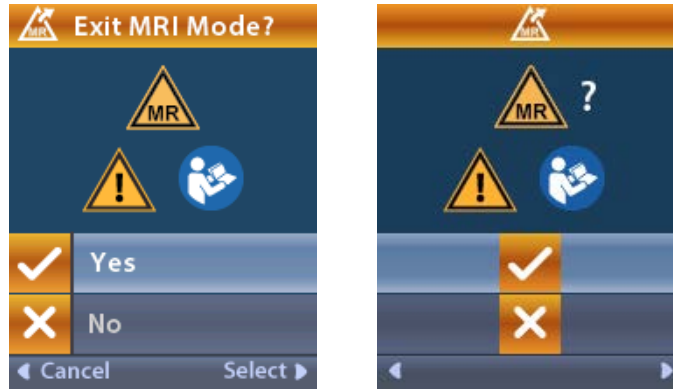 MR Exit MRI Mode?
MR
!
Yes
No
Cancel Select
MR
MR ?
!